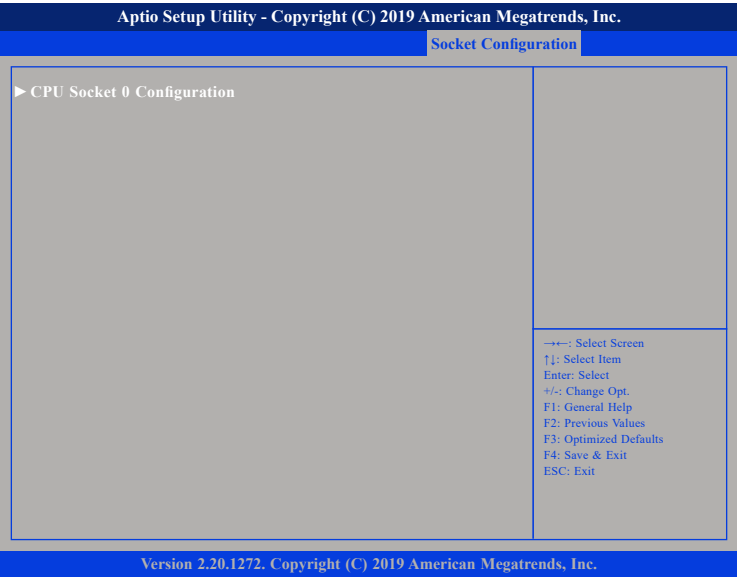 Aptio Setup Utility - Copyright (C) 2019 American Megatrends, Inc.
Socket Configuration
►CPU Socket 0 Configuration
→←: Select Screen
↑↓: Select Item
Enter: Select
+/-: Change Opt.
F1: General Help
F2: Previous Values
F3: Optimized Defaults
F4: Save & Exit
ESC: Exit
Version 2.20.1272. Copyright (C) 2019 American Megatrends, Inc.